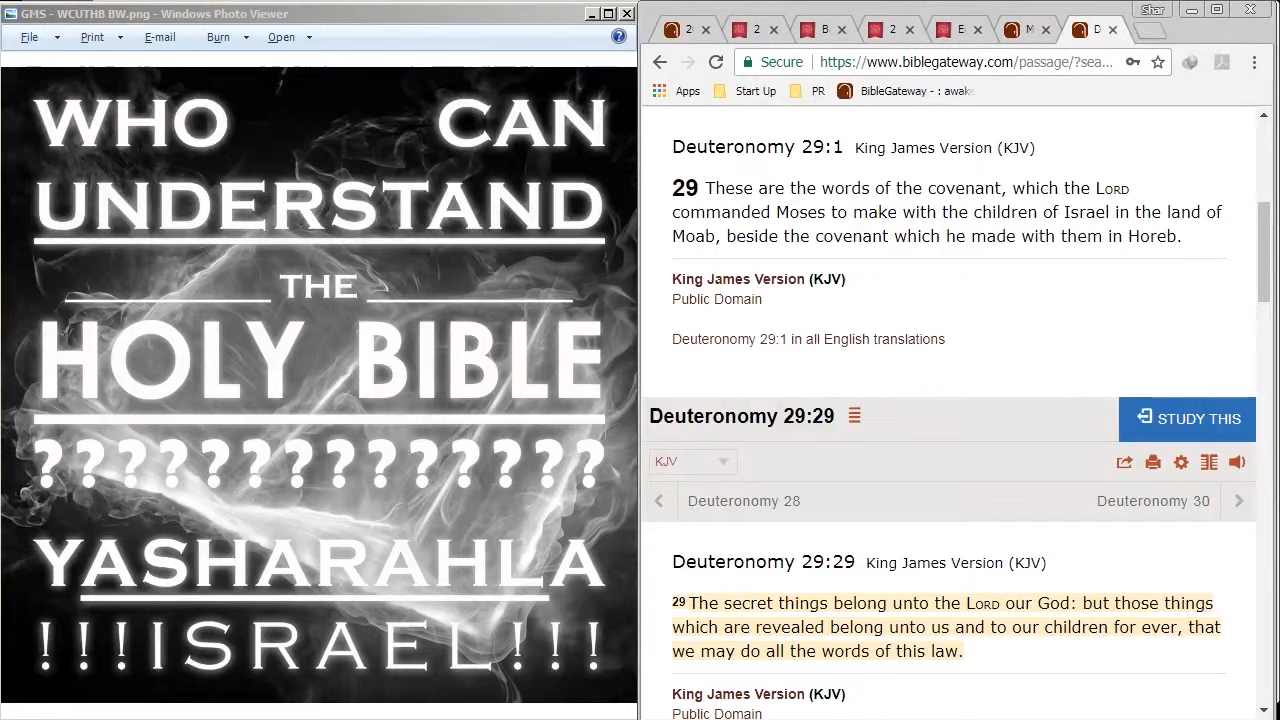 GMS - WCUTHB BW.png - Windows Photo Viewer
File Print E-mail Burn Open
WHO CAN
UNDERSTAND
THE
HOLY BIBLE
??????????????
YASHARAHLA
!!!ISRAEL!!!
Shar
2 2 B 2 E M D
Secure https://www.biblegateway.com/passage/?sea...
Apps Start Up PR BibleGateway - : awake
Deuteronomy 29:1 King James Version (KJV)
29 These are the words of the covenant, which the LORD
commanded Moses to make with the children of Israel in the land of
Moab, beside the covenant which he made with them in Horeb.
King James Version (KJV)
Public Domain
Deuteronomy 29:1 in all English translations
Deuteronomy 29:29
STUDY THIS
KJV
Deuteronomy 28 Deuteronomy 30
Deuteronomy 29:29 King James Version (KJV)
29 The secret things belong unto the LORD our God: but those things
which are revealed belong unto us and to our children for ever, that
we may do all the words of this law.
King James Version (KJV)
Public Domain